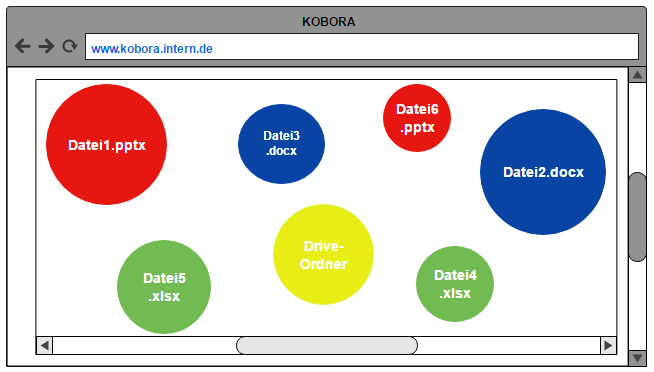 KOBORA
www.kobora.intern.de
Datei1.pptx
Datei3
.docx
Datei6
.pptx
Datei2.docx
Drive-
Ordner
Datei5
.xlsx
Datei4
.xlsx